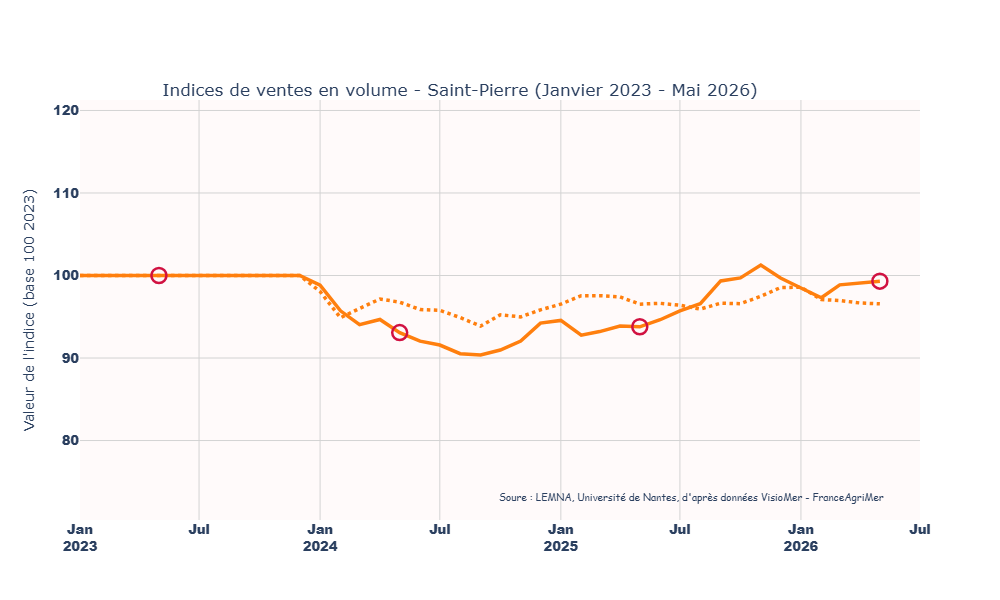 Indices de ventes en volume - Saint-Pierre (Janvier 2023 - Mai 2026)
Valeur de l'indice (base 100 2023)
120
110
100
90
80
Soure : LEMNA, Université de Nantes, d'après données VisioMer - FranceAgriMer
Jan Jul Jan Jul Jan Jul Jan Jul
2023 2024 2025 2026